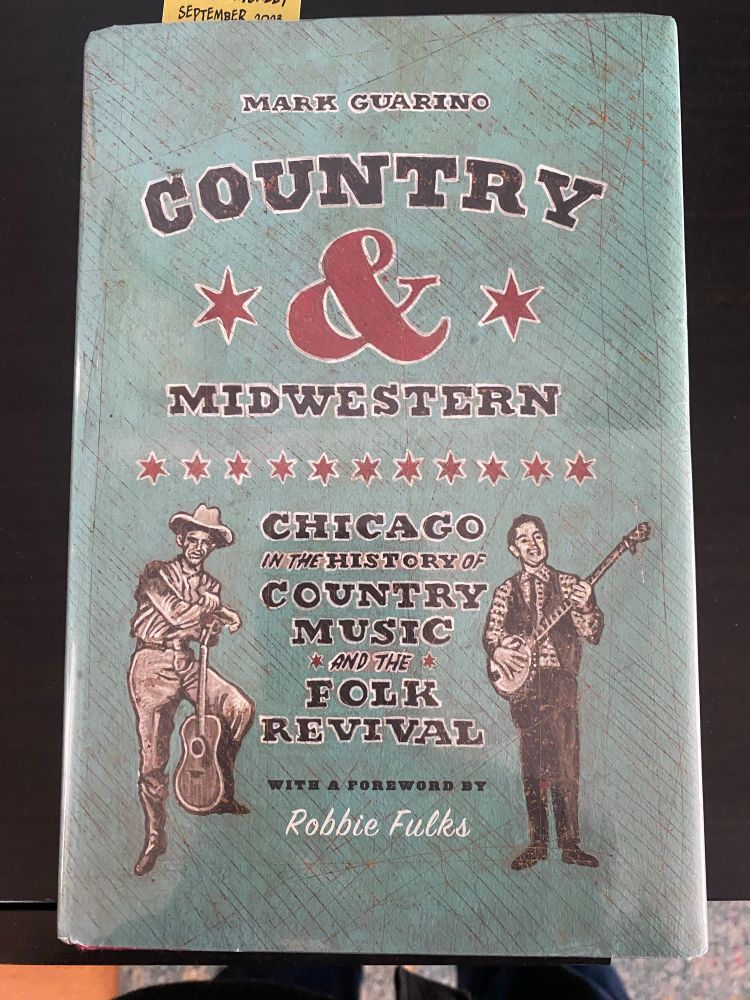 SEPTEMBER 2023
MARK GUARINO
COUNTRY
&
MIDWESTERN
CHICAGO
IN THE HISTORY OF
COUNTRY
MUSIC
AND THE
FOLK
REVIVAL
WITH A FOREWORD BY
Robbie Fulks